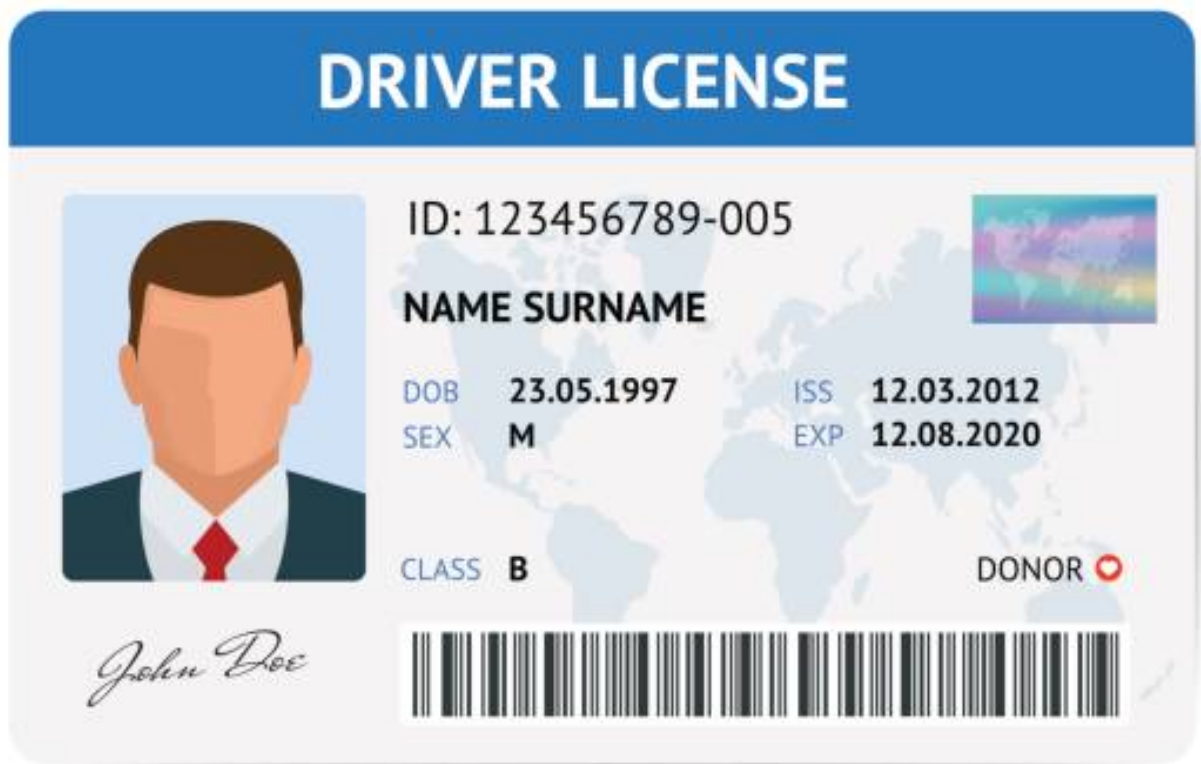 DRIVER LICENSE
ID: 123456789-005
NAME SURNAME
DOB 23.05.1997 ISS 12.03.2012
SEX M EXP 12.08.2020
CLASS B DONOR
John Doe